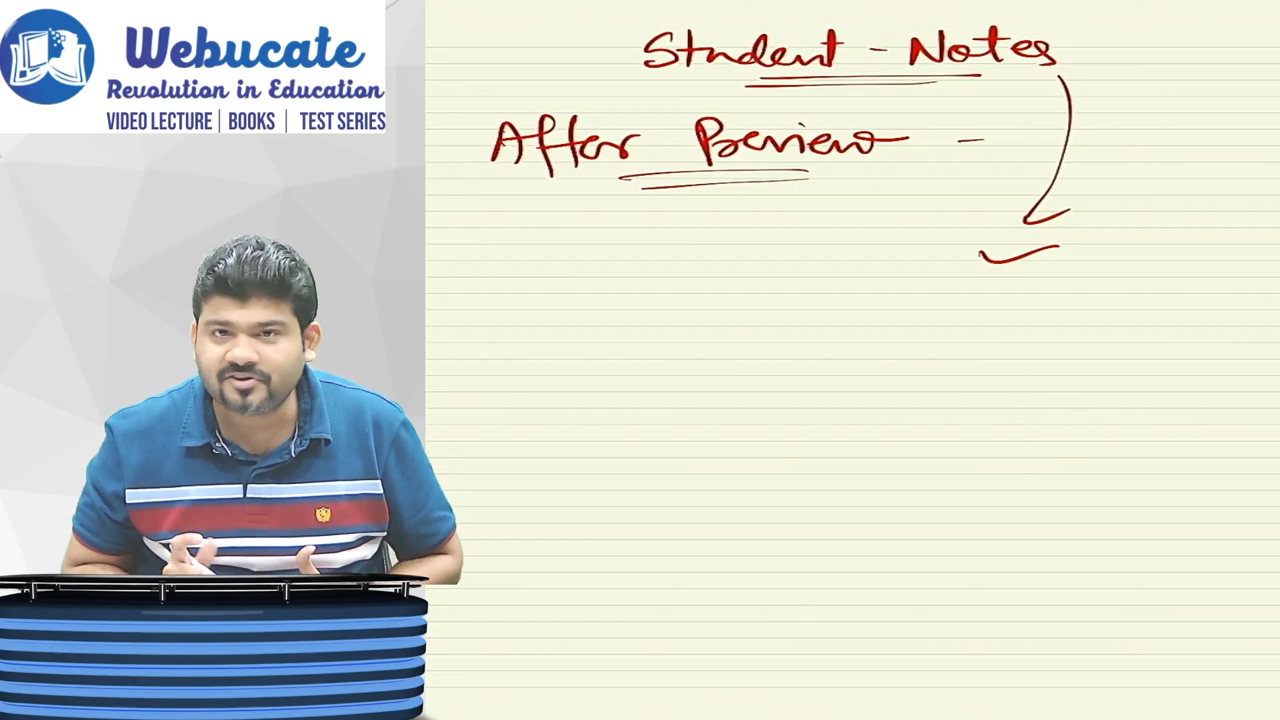 Webucate
Revolution in Education
VIDEO LECTURE | BOOKS | TEST SERIES
Student - Notes
After Review -